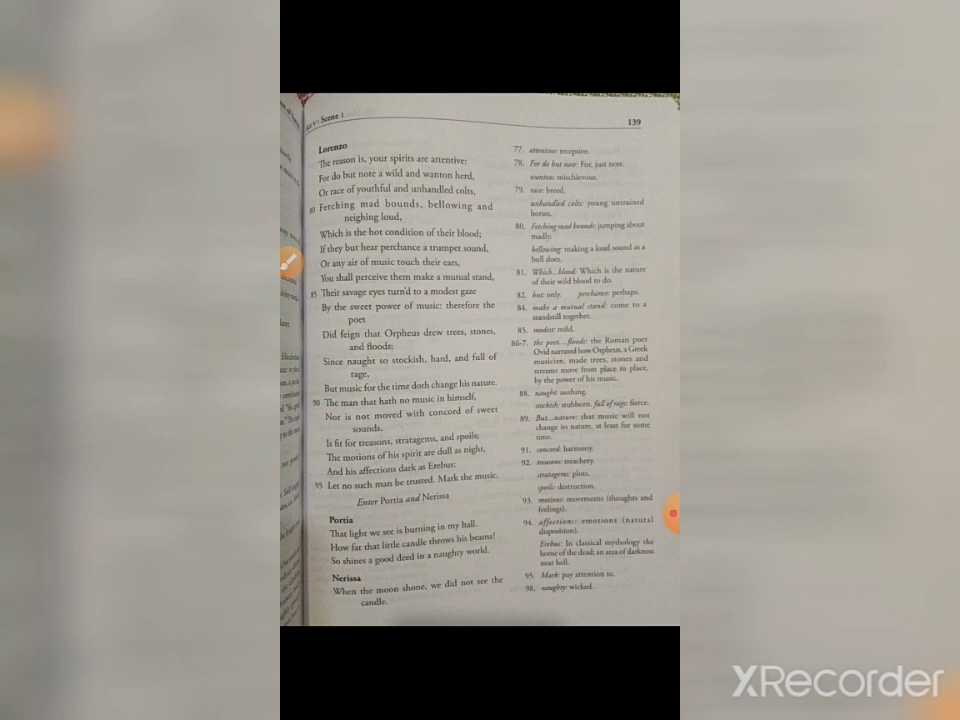 Act V : Scene 1
139
Lorenzo
The reason is, your spirits are attentive:
For do but note a wild and wanton herd,
Or race of youthful and unhandled colts,
80 Fetching mad bounds, bellowing and
neighing loud,
Which is the hot condition of their blood;
If they but hear perchance a trumpet sound,
Or any air of music touch their ears,
You shall perceive them make a mutual stand,
85 Their savage eyes turn'd to a modest gaze
By the sweet power of music: therefore the
poet
Did feign that Orpheus drew trees, stones,
and floods;
Since naught so stockish, hard, and full of
rage,
But music for the time doth change his nature.
90 The man that hath no music in himself,
Nor is not moved with concord of sweet
sounds,
Is fit for treasons, stratagems, and spoils;
The motions of his spirit are dull as night,
And his affections dark as Erebus:
95 Let no such man be trusted. Mark the music.
Enter Portia and Nerissa
Portia
That light we see is burning in my hall.
How far that little candle throws his beams!
So shines a good deed in a naughty world.
Nerissa
When the moon shone, we did not see the
candle.
77. attentive: receptive.
78. For do but note: For, just note.
wanton: mischievous.
79. race: breed.
unhandled colts: young untrained
horses.
80. Fetching mad bounds: jumping about
madly.
bellowing: making a loud sound as a
bull does.
81. Which...blood: Which is the nature
of their wild blood to do.
82. but: only. perchance: perhaps.
84. make a mutual stand: come to a
standstill together.
85. modest: mild.
86-7. the poet....floods: the Roman poet
Ovid narrated how Orpheus, a Greek
musician, made trees, stones and
streams move from place to place,
by the power of his music.
88. naught: nothing.
stockish: stubborn. full of rage: fierce.
89. But...nature: that music will not
change its nature, at least for some
time.
91. concord: harmony.
92. treasons: treachery.
stratagems: plots.
spoils: destruction.
93. motions: movements (thoughts and
feelings).
94. affections: emotions (natural
disposition).
Erebus: In classical mythology the
home of the dead; an area of darkness
near hell.
95. Mark: pay attention to.
98. naughty: wicked.
XRecorder